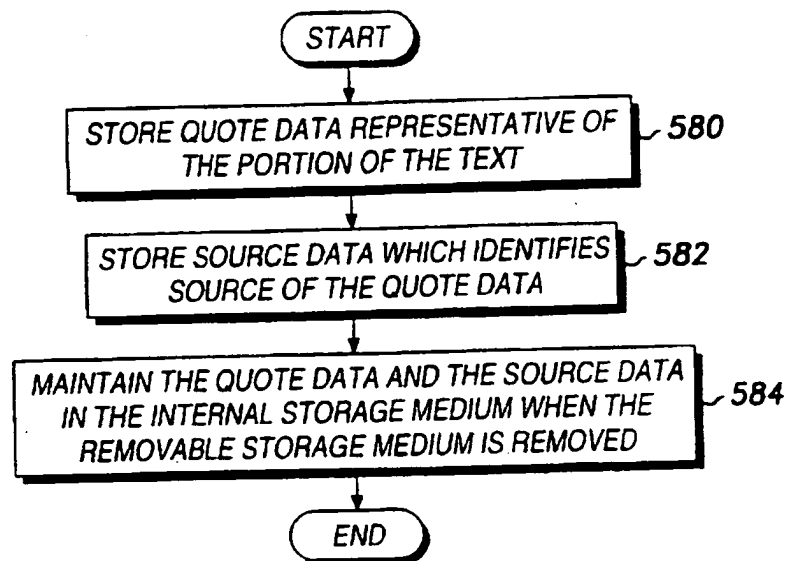 START
STORE QUOTE DATA REPRESENTATIVE OF
THE PORTION OF THE TEXT
580
STORE SOURCE DATA WHICH IDENTIFIES
SOURCE OF THE QUOTE DATA
582
MAINTAIN THE QUOTE DATA AND THE SOURCE DATA
IN THE INTERNAL STORAGE MEDIUM WHEN THE
REMOVABLE STORAGE MEDIUM IS REMOVED
584
END